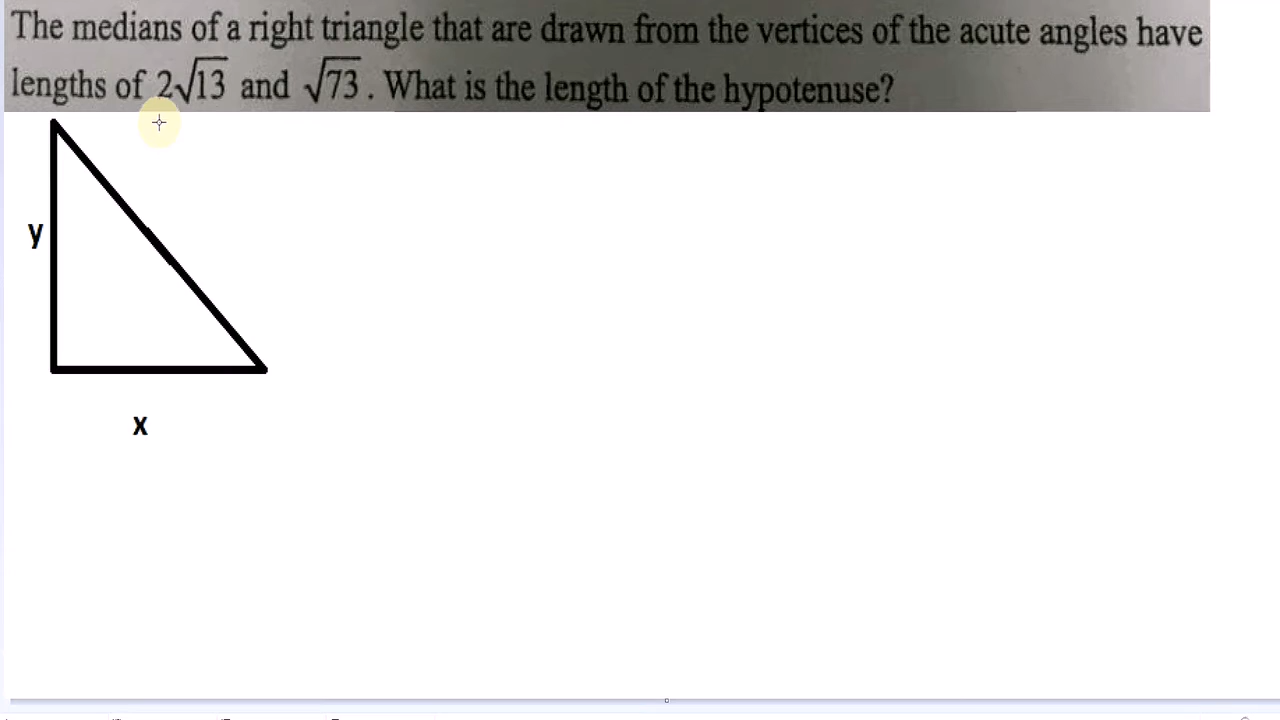 The medians of a right triangle that are drawn from the vertices of the acute angles have
lengths of 2√13 and √73. What is the length of the hypotenuse?
y
x